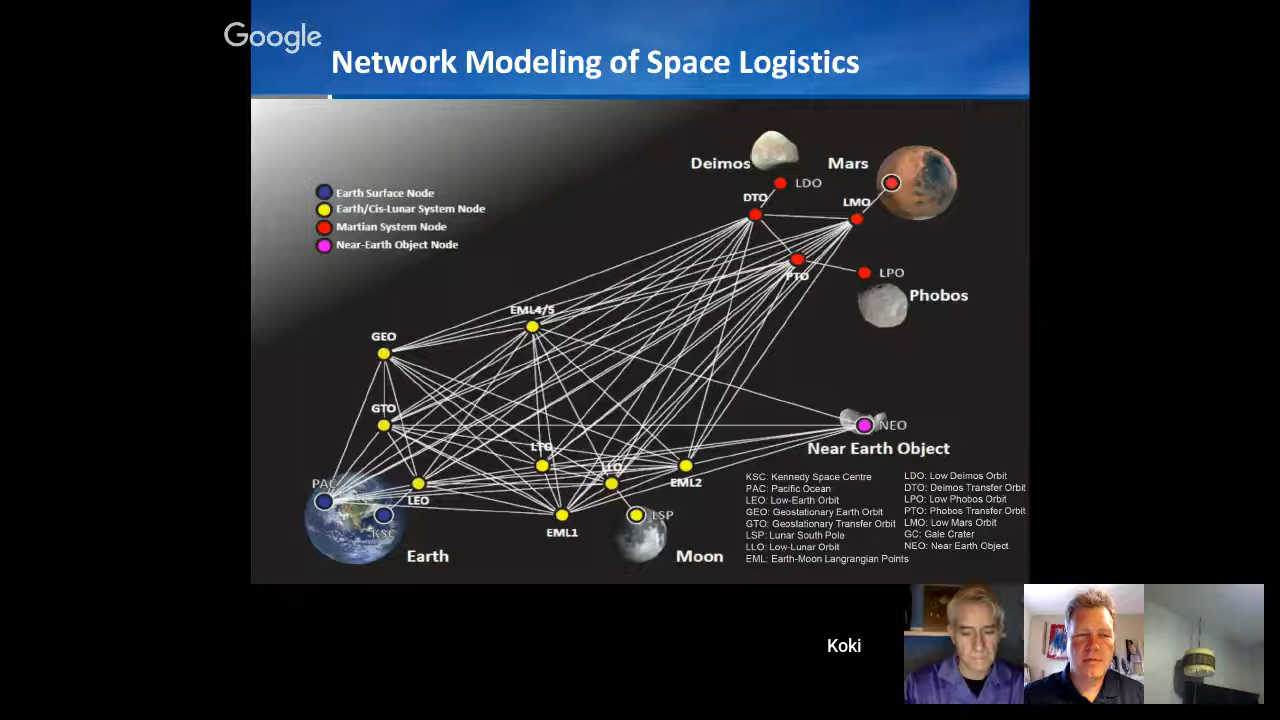 Google
Network Modeling of Space Logistics
Deimos
Mars
LDO
DTO
LMO
Earth Surface Node
Earth/Cis-Lunar System Node
Martian System Node
Near-Earth Object Node
PTO
LPO
Phobos
EML4/5
GEO
GTO
NEO
Near Earth Object
LTO
LLO
EML2
PAC
LEO
KSC
EML1
LSP
Earth
Moon
KSC: Kennedy Space Centre
PAC: Pacific Ocean
LEO: Low-Earth Orbit
GEO: Geostationary Earth Orbit
GTO: Geostationary Transfer Orbit
LSP: Lunar South Pole
LLO: Low-Lunar Orbit
EML: Earth-Moon Langrangian Points
LDO: Low Deimos Orbit
DTO: Deimos Transfer Orbit
LPO: Low Phobos Orbit
PTO: Phobos Transfer Orbit
LMO: Low Mars Orbit
GC: Gale Crater
NEO: Near Earth Object
Koki